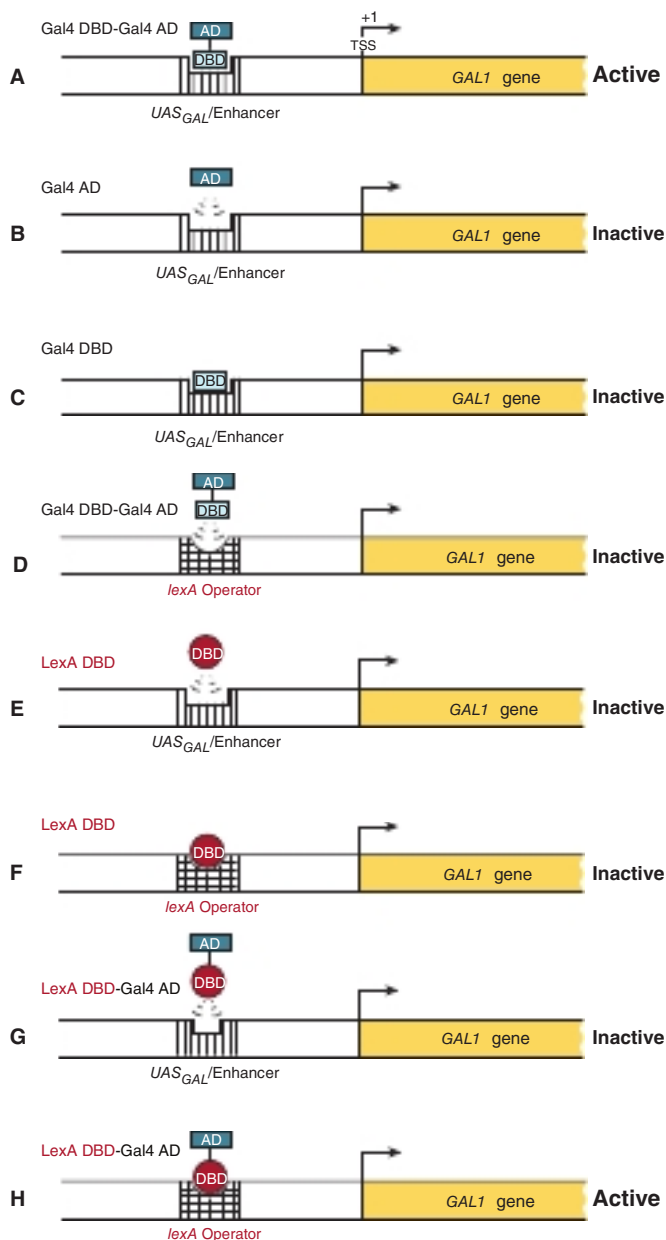 Gal4 DBD-Gal4 AD
AD
DBD
+1
TSS
A
GAL1 gene
Active
UASGAL/Enhancer
Gal4 AD
AD
B
GAL1 gene
Inactive
UASGAL/Enhancer
Gal4 DBD
DBD
C
GAL1 gene
Inactive
UASGAL/Enhancer
AD
Gal4 DBD-Gal4 AD
DBD
D
GAL1 gene
Inactive
lexA Operator
LexA DBD
DBD
E
GAL1 gene
Inactive
UASGAL/Enhancer
LexA DBD
DBD
F
GAL1 gene
Inactive
lexA Operator
AD
LexA DBD-Gal4 AD
DBD
G
GAL1 gene
Inactive
UASGAL/Enhancer
LexA DBD-Gal4 AD
AD
DBD
H
GAL1 gene
Active
lexA Operator